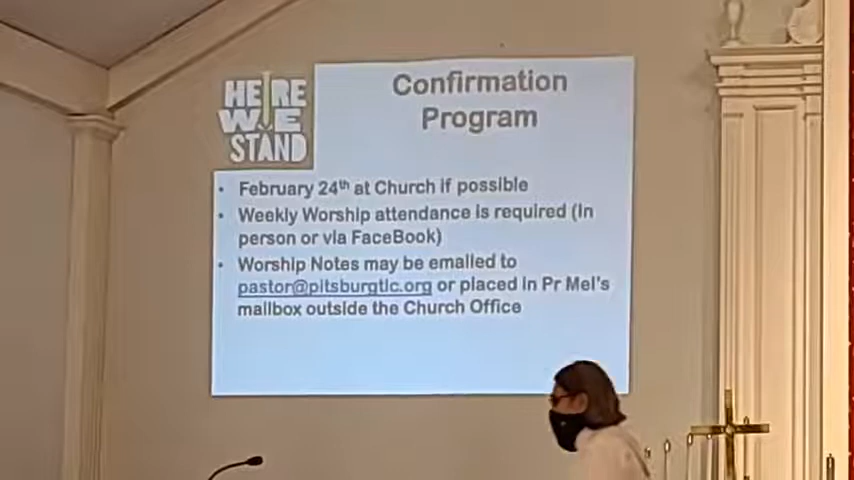 HERE
WE
STAND
Confirmation
Program
• February 24th at Church if possible
• Weekly Worship attendance is required (In
person or via FaceBook)
• Worship Notes may be emailed to
pastor@pitsburgtlc.org or placed in Pr Mel's
mailbox outside the Church Office